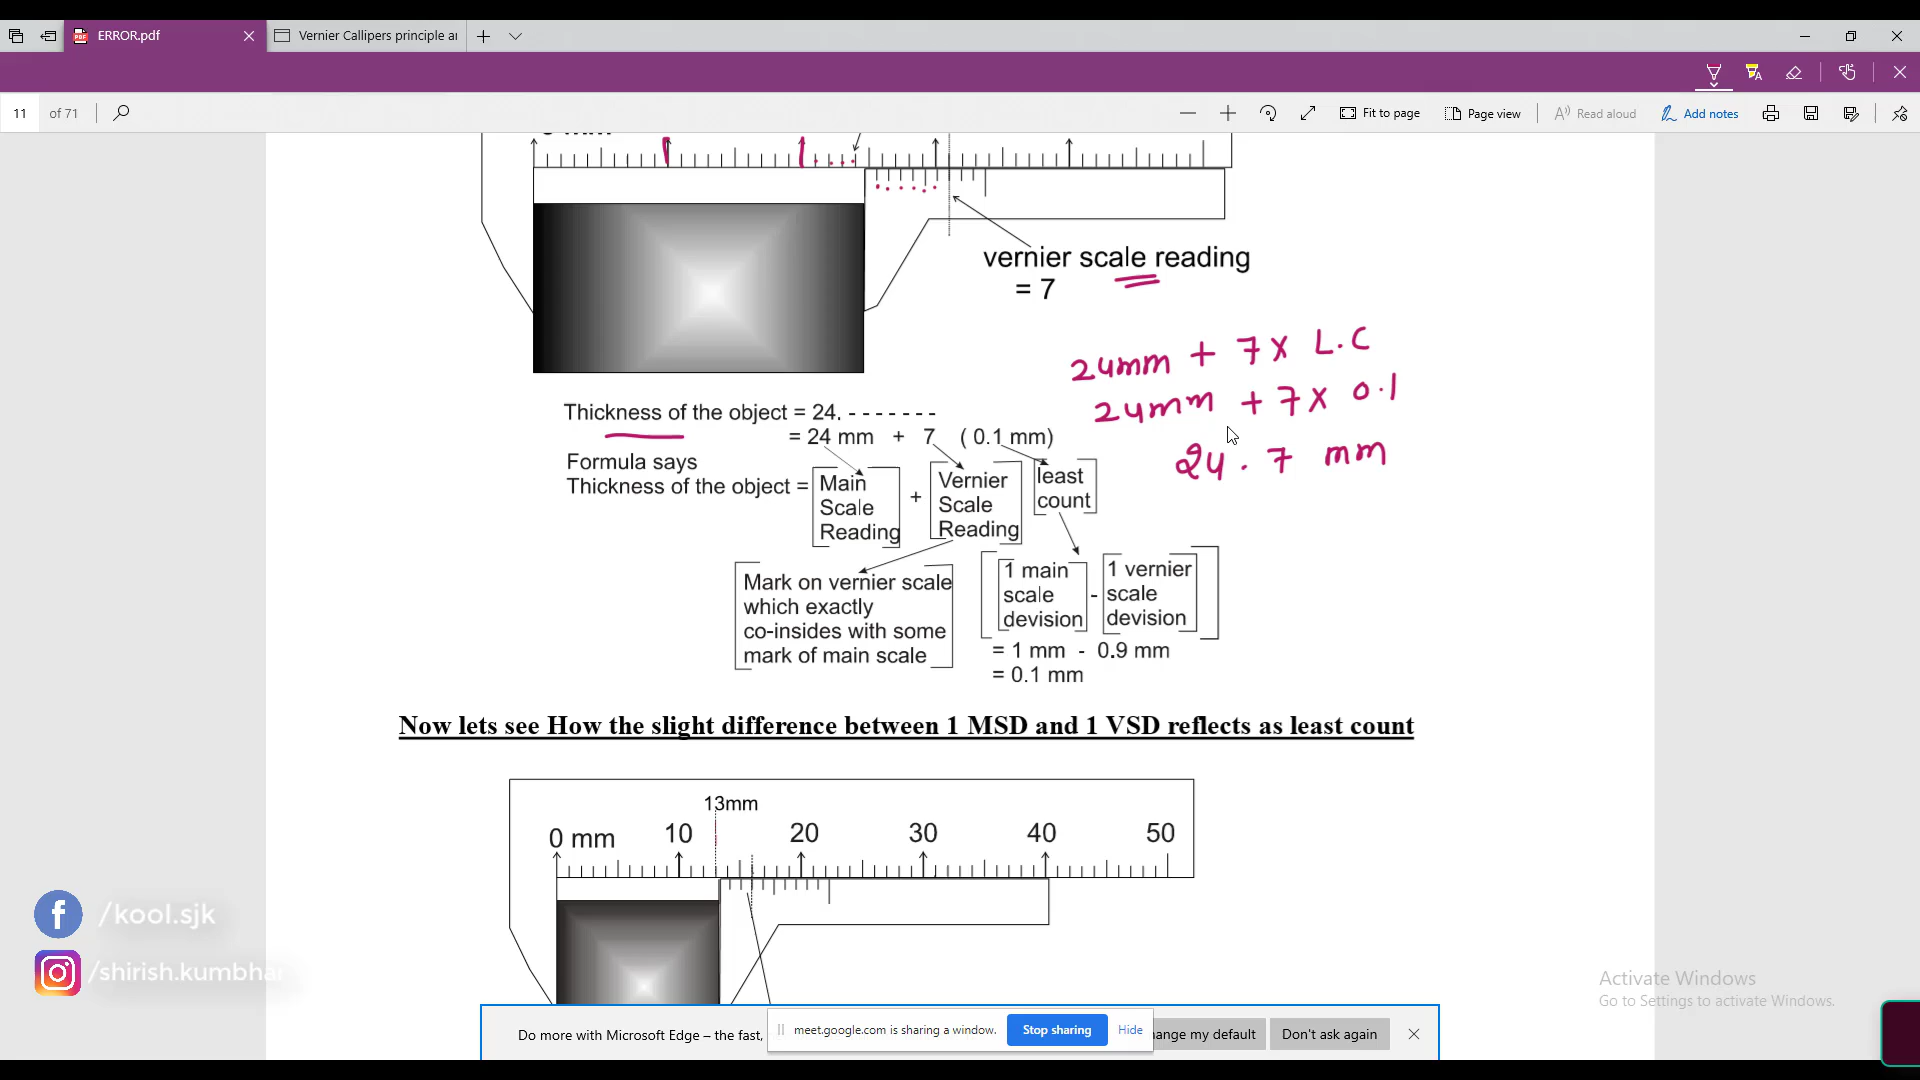 ERROR.pdf
Vernier Callipers principle ar
11 of 71
Fit to page
Page view
Read aloud
Add notes
vernier scale reading
= 7
24mm + 7 X L.C
24mm + 7 X 0.1
24.7 mm
Thickness of the object = 24. - - - - - - -
= 24 mm + 7 ( 0.1 mm)
Formula says
Thickness of the object =
Main
Scale
Reading
+
Vernier
Scale
Reading
least
count
Mark on vernier scale
which exactly
co-insides with some
mark of main scale
1 main
scale
devision
-
1 vernier
scale
devision
= 1 mm - 0.9 mm
= 0.1 mm
Now lets see How the slight difference between 1 MSD and 1 VSD reflects as least count
13mm
0 mm 10 20 30 40 50
/kool.sjk
/shirish.kumbhar
Activate Windows
Go to Settings to activate Windows.
Do more with Microsoft Edge – the fast,
meet.google.com is sharing a window.
Stop sharing
Hide
hange my default
Don't ask again